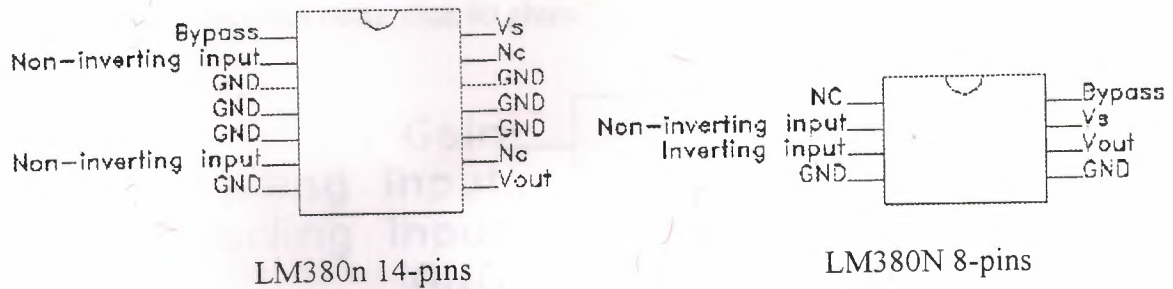 Bypass
Non-inverting input
GND
GND
GND
Non-inverting input
GND
Vs
Nc
GND
GND
GND
Nc
Vout
LM380n 14-pins
NC
Non-inverting input
Inverting input
GND
Bypass
Vs
Vout
GND
LM380N 8-pins